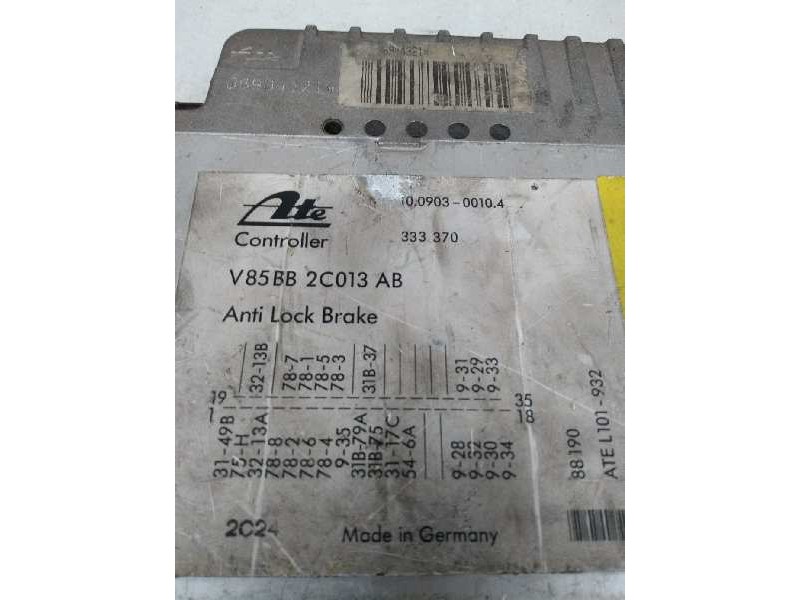 Ate
10.0903-0010.4
Controller
333 370
V85BB 2C013 AB
Anti Lock Brake
32-13B
78-7
78-1
78-5
78-3
31B-37
9-31
9-29
9-33
19
35
1
18
31-49B
75-H
32-13A
78-8
78-2
78-6
78-4
9-35
31B-79A
31B-75
31-17C
54-6A
9-28
9-32
9-30
9-34
88190
ATE L101-932
2C24
Made in Germany